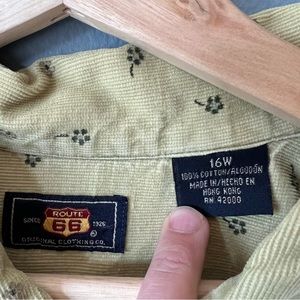 16W
100% COTTON/ALGODÓN
MADE IN/HECHO EN
HONG KONG
RN 42000
ROUTE
66
SINCE 1926
ORIGINAL CLOTHING CO.